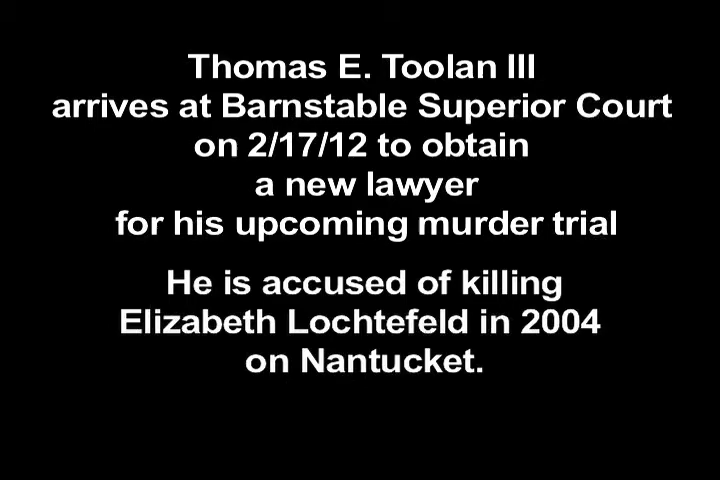 Thomas E. Toolan III
arrives at Barnstable Superior Court
on 2/17/12 to obtain
a new lawyer
for his upcoming murder trial
He is accused of killing
Elizabeth Lochtefeld in 2004
on Nantucket.